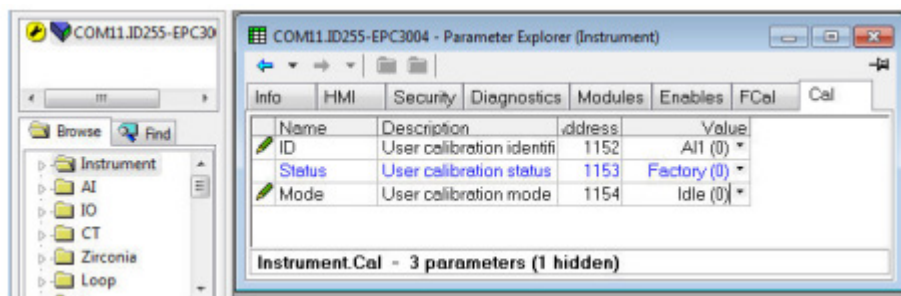 COM11.ID255-EPC30
Browse Find
Instrument
AI
IO
CT
Zirconia
Loop
COM11.ID255-EPC3004 - Parameter Explorer (Instrument)
Info HMI Security Diagnostics Modules Enables FCal Cal
Name Description ddress Value
ID User calibration identifi 1152 AI1 (0)
Status User calibration status 1153 Factory (0)
Mode User calibration mode 1154 Idle (0)
Instrument.Cal - 3 parameters (1 hidden)